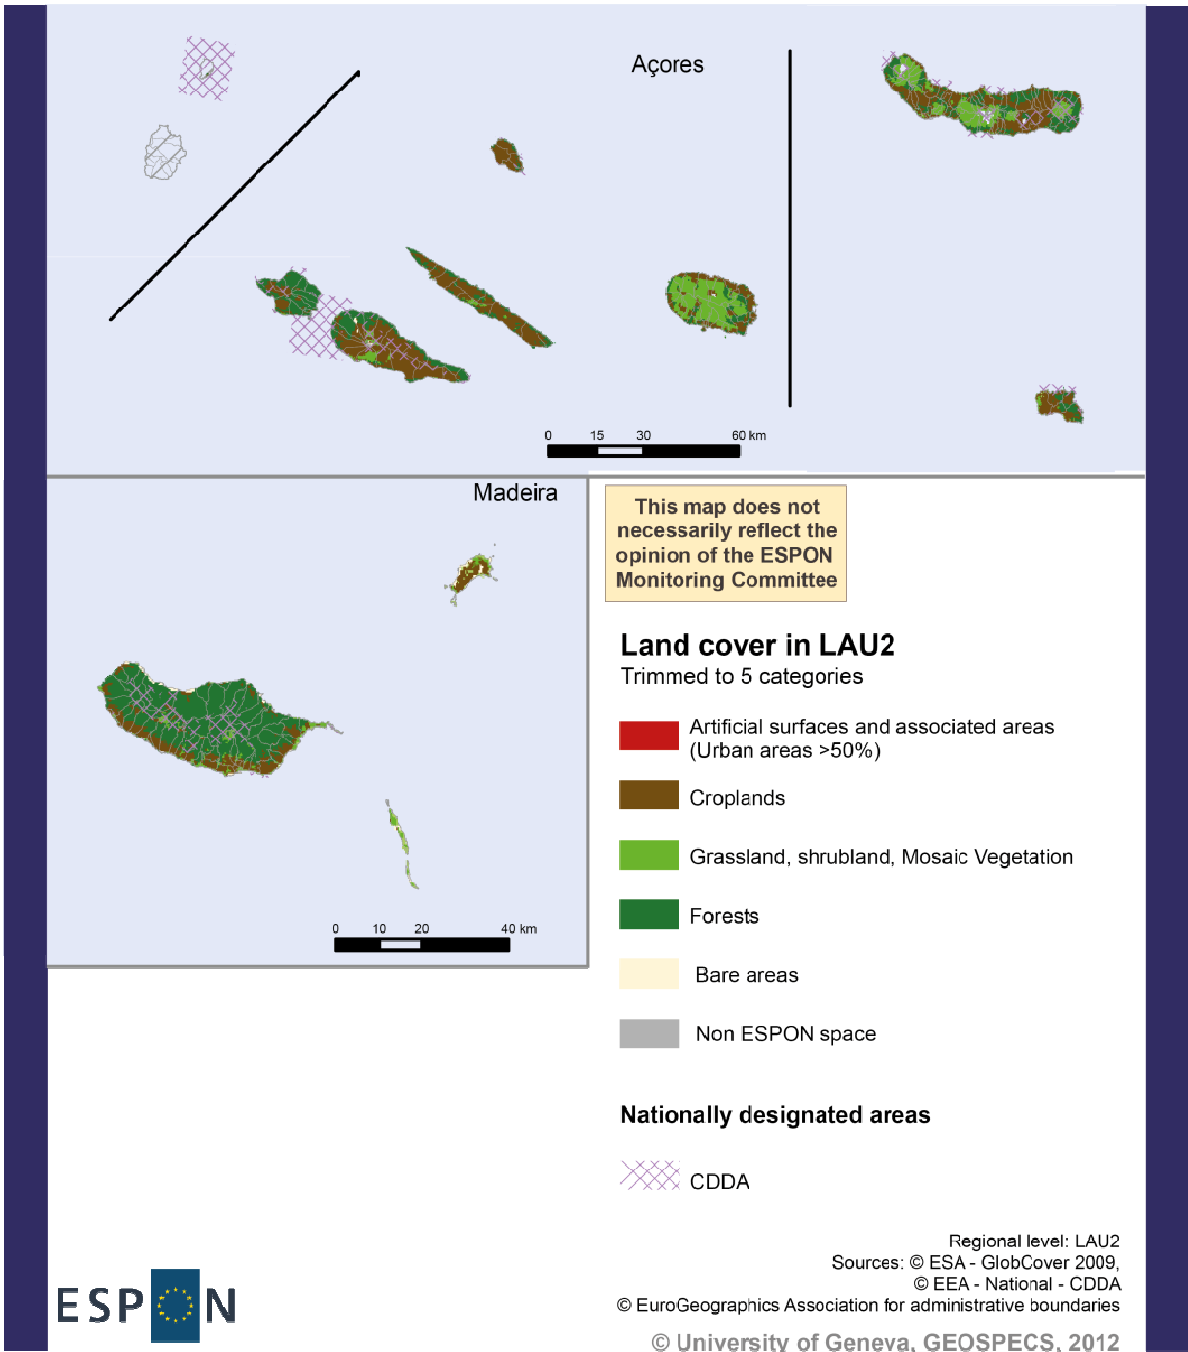 Açores
0 15 30 60 km
Madeira
0 10 20 40 km
This map does not
necessarily reflect the
opinion of the ESPON
Monitoring Committee
Land cover in LAU2
Trimmed to 5 categories
Artificial surfaces and associated areas
(Urban areas >50%)
Croplands
Grassland, shrubland, Mosaic Vegetation
Forests
Bare areas
Non ESPON space
Nationally designated areas
CDDA
Regional level: LAU2
Sources: © ESA - GlobCover 2009,
© EEA - National - CDDA
© EuroGeographics Association for administrative boundaries
© University of Geneva, GEOSPECS, 2012
ESPON